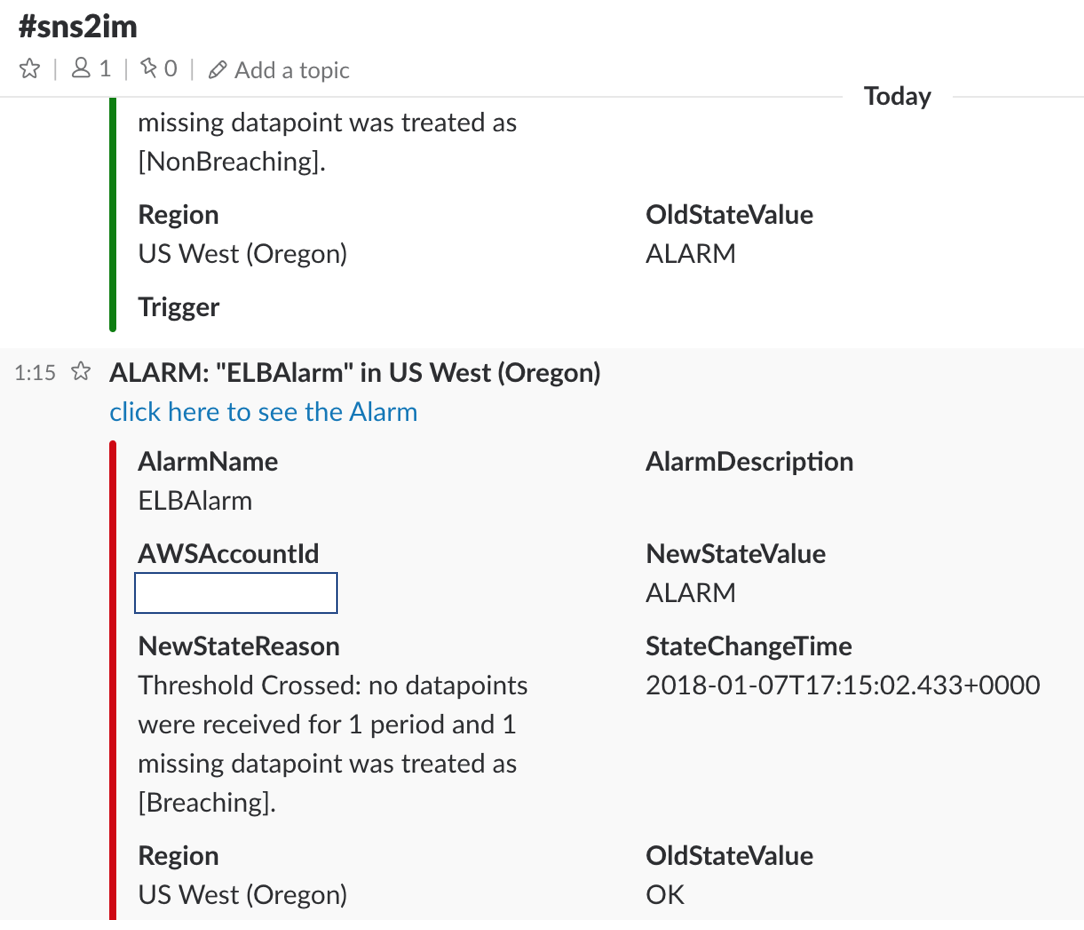 #sns2im
1 | 0 | Add a topic
Today
missing datapoint was treated as
[NonBreaching].
Region
OldStateValue
US West (Oregon)
ALARM
Trigger
1:15 ALARM: "ELBAlarm" in US West (Oregon)
click here to see the Alarm
AlarmName
AlarmDescription
ELBAlarm
AWSAccountId
NewStateValue
ALARM
NewStateReason
StateChangeTime
Threshold Crossed: no datapoints
2018-01-07T17:15:02.433+0000
were received for 1 period and 1
missing datapoint was treated as
[Breaching].
Region
OldStateValue
US West (Oregon)
OK